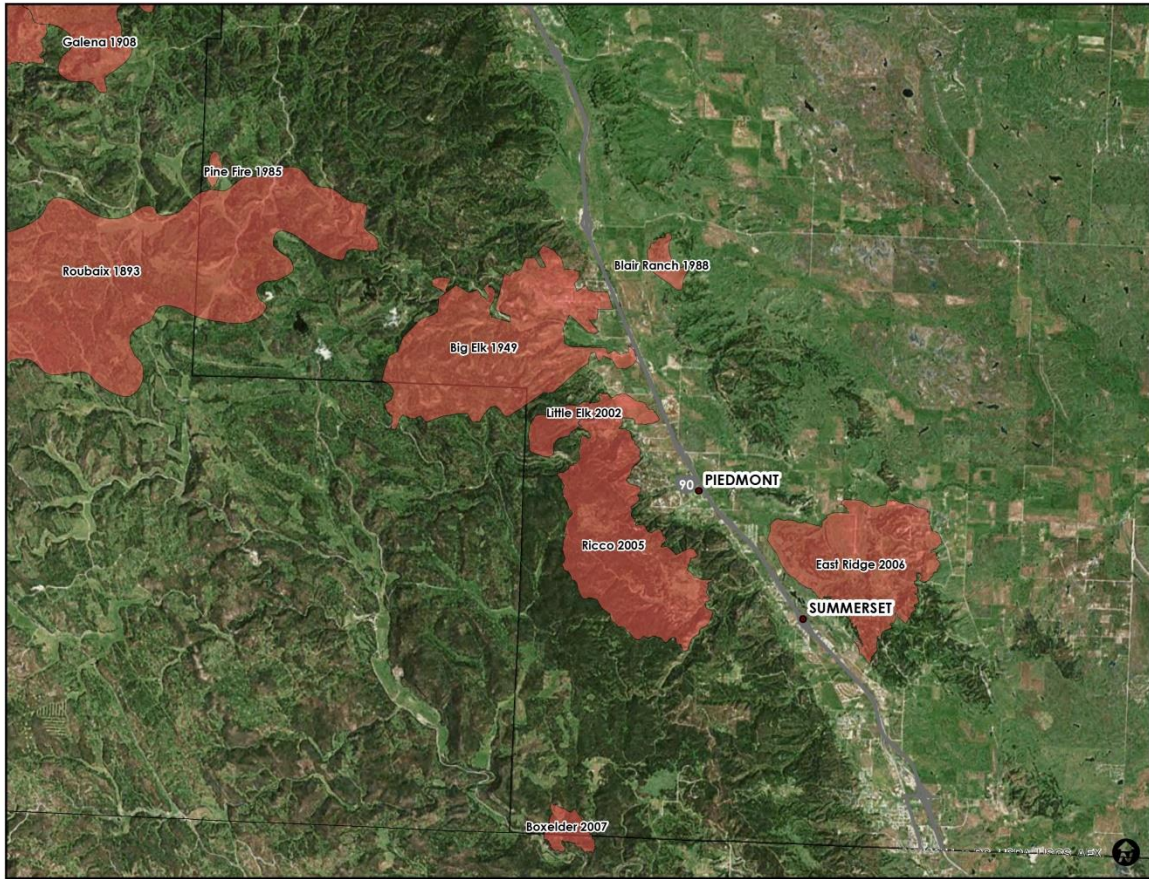 Galena 1908
Pine Fire 1985
Roubaix 1893
Blair Ranch 1988
Big Elk 1949
Little Elk 2002
90 PIEDMONT
Ricco 2005
East Ridge 2006
SUMMERSET
Boxelder 2007
N